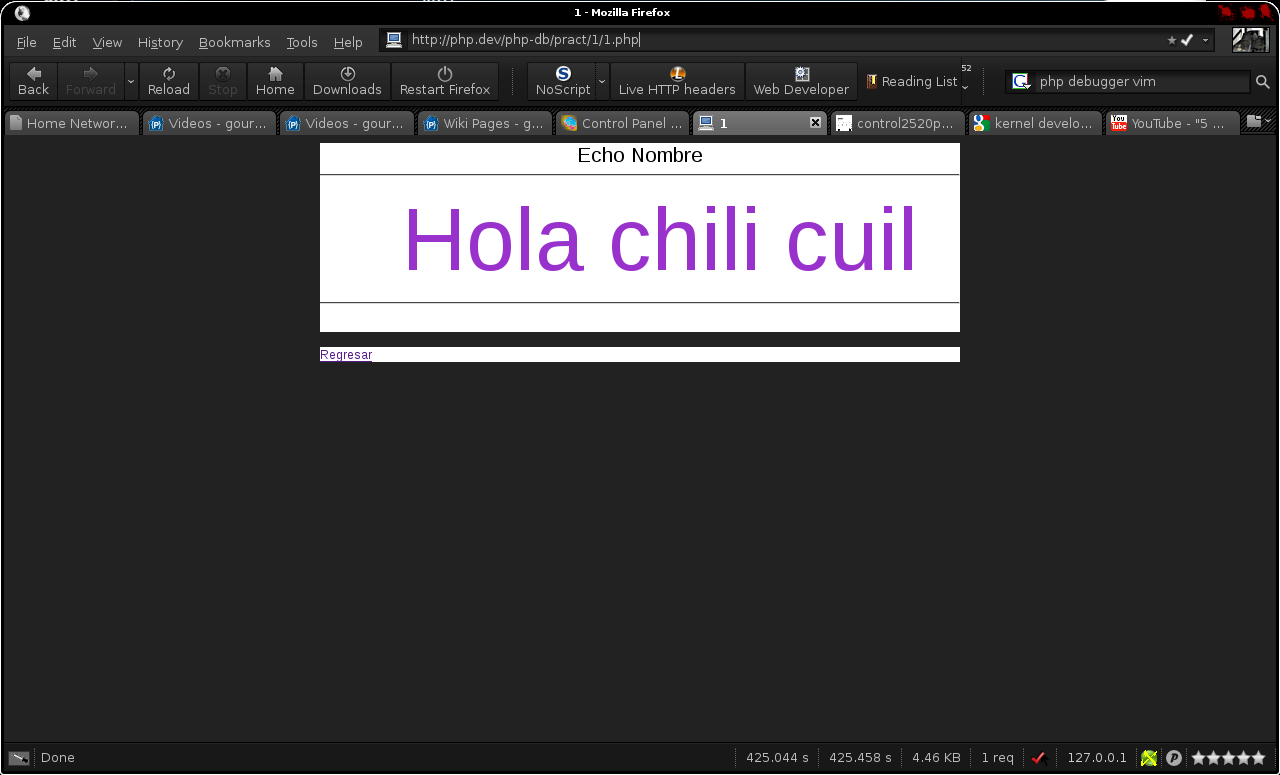 1 - Mozilla Firefox
File Edit View History Bookmarks Tools Help http://php.dev/php-db/pract/1/1.php
Back Forward Reload Stop Home Downloads Restart Firefox NoScript Live HTTP headers Web Developer Reading List 52 php debugger vim
Home Networ... Videos - gour... Videos - gour... Wiki Pages - g... Control Panel ... 1 control2520p... kernel develo... YouTube - "5 ...
Echo Nombre
Hola chili cuil
Regresar
Done 425.044 s 425.458 s 4.46 KB 1 req 127.0.0.1